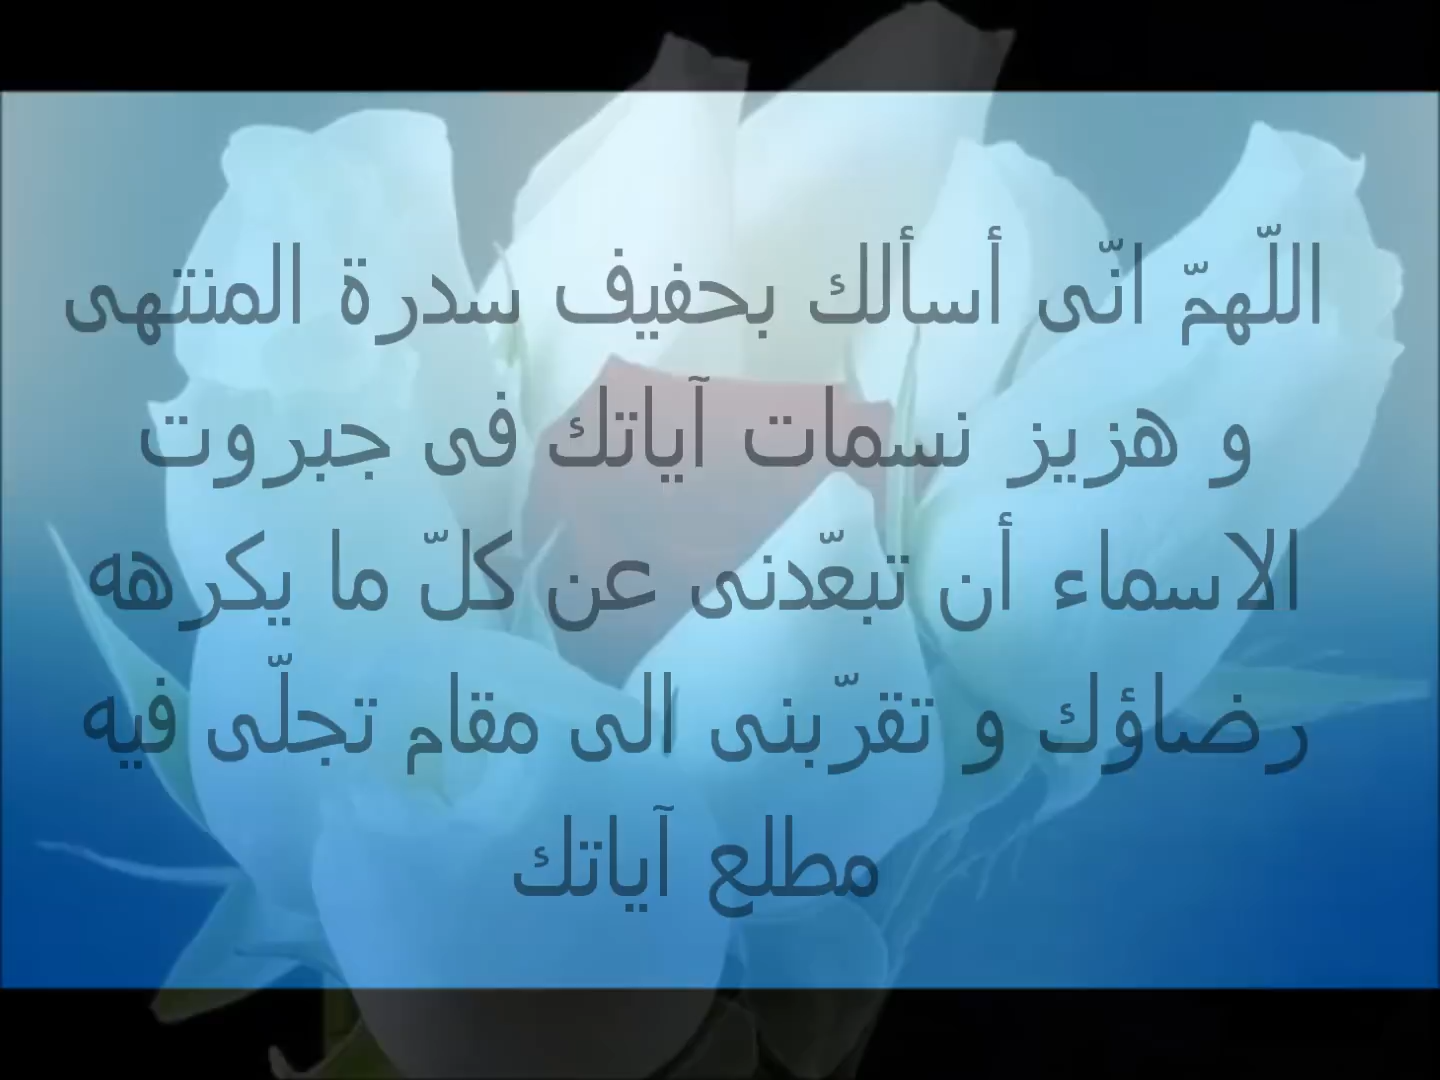 اللّهمّ انّى أسألك بحفيف سدرة المنتهى
و هزيز نسمات آياتك فى جبروت
الاسماء أن تبعّدنى عن كلّ ما يكرهه
رضاؤك و تقرّبنى الى مقام تجلّى فيه
مطلع آياتك